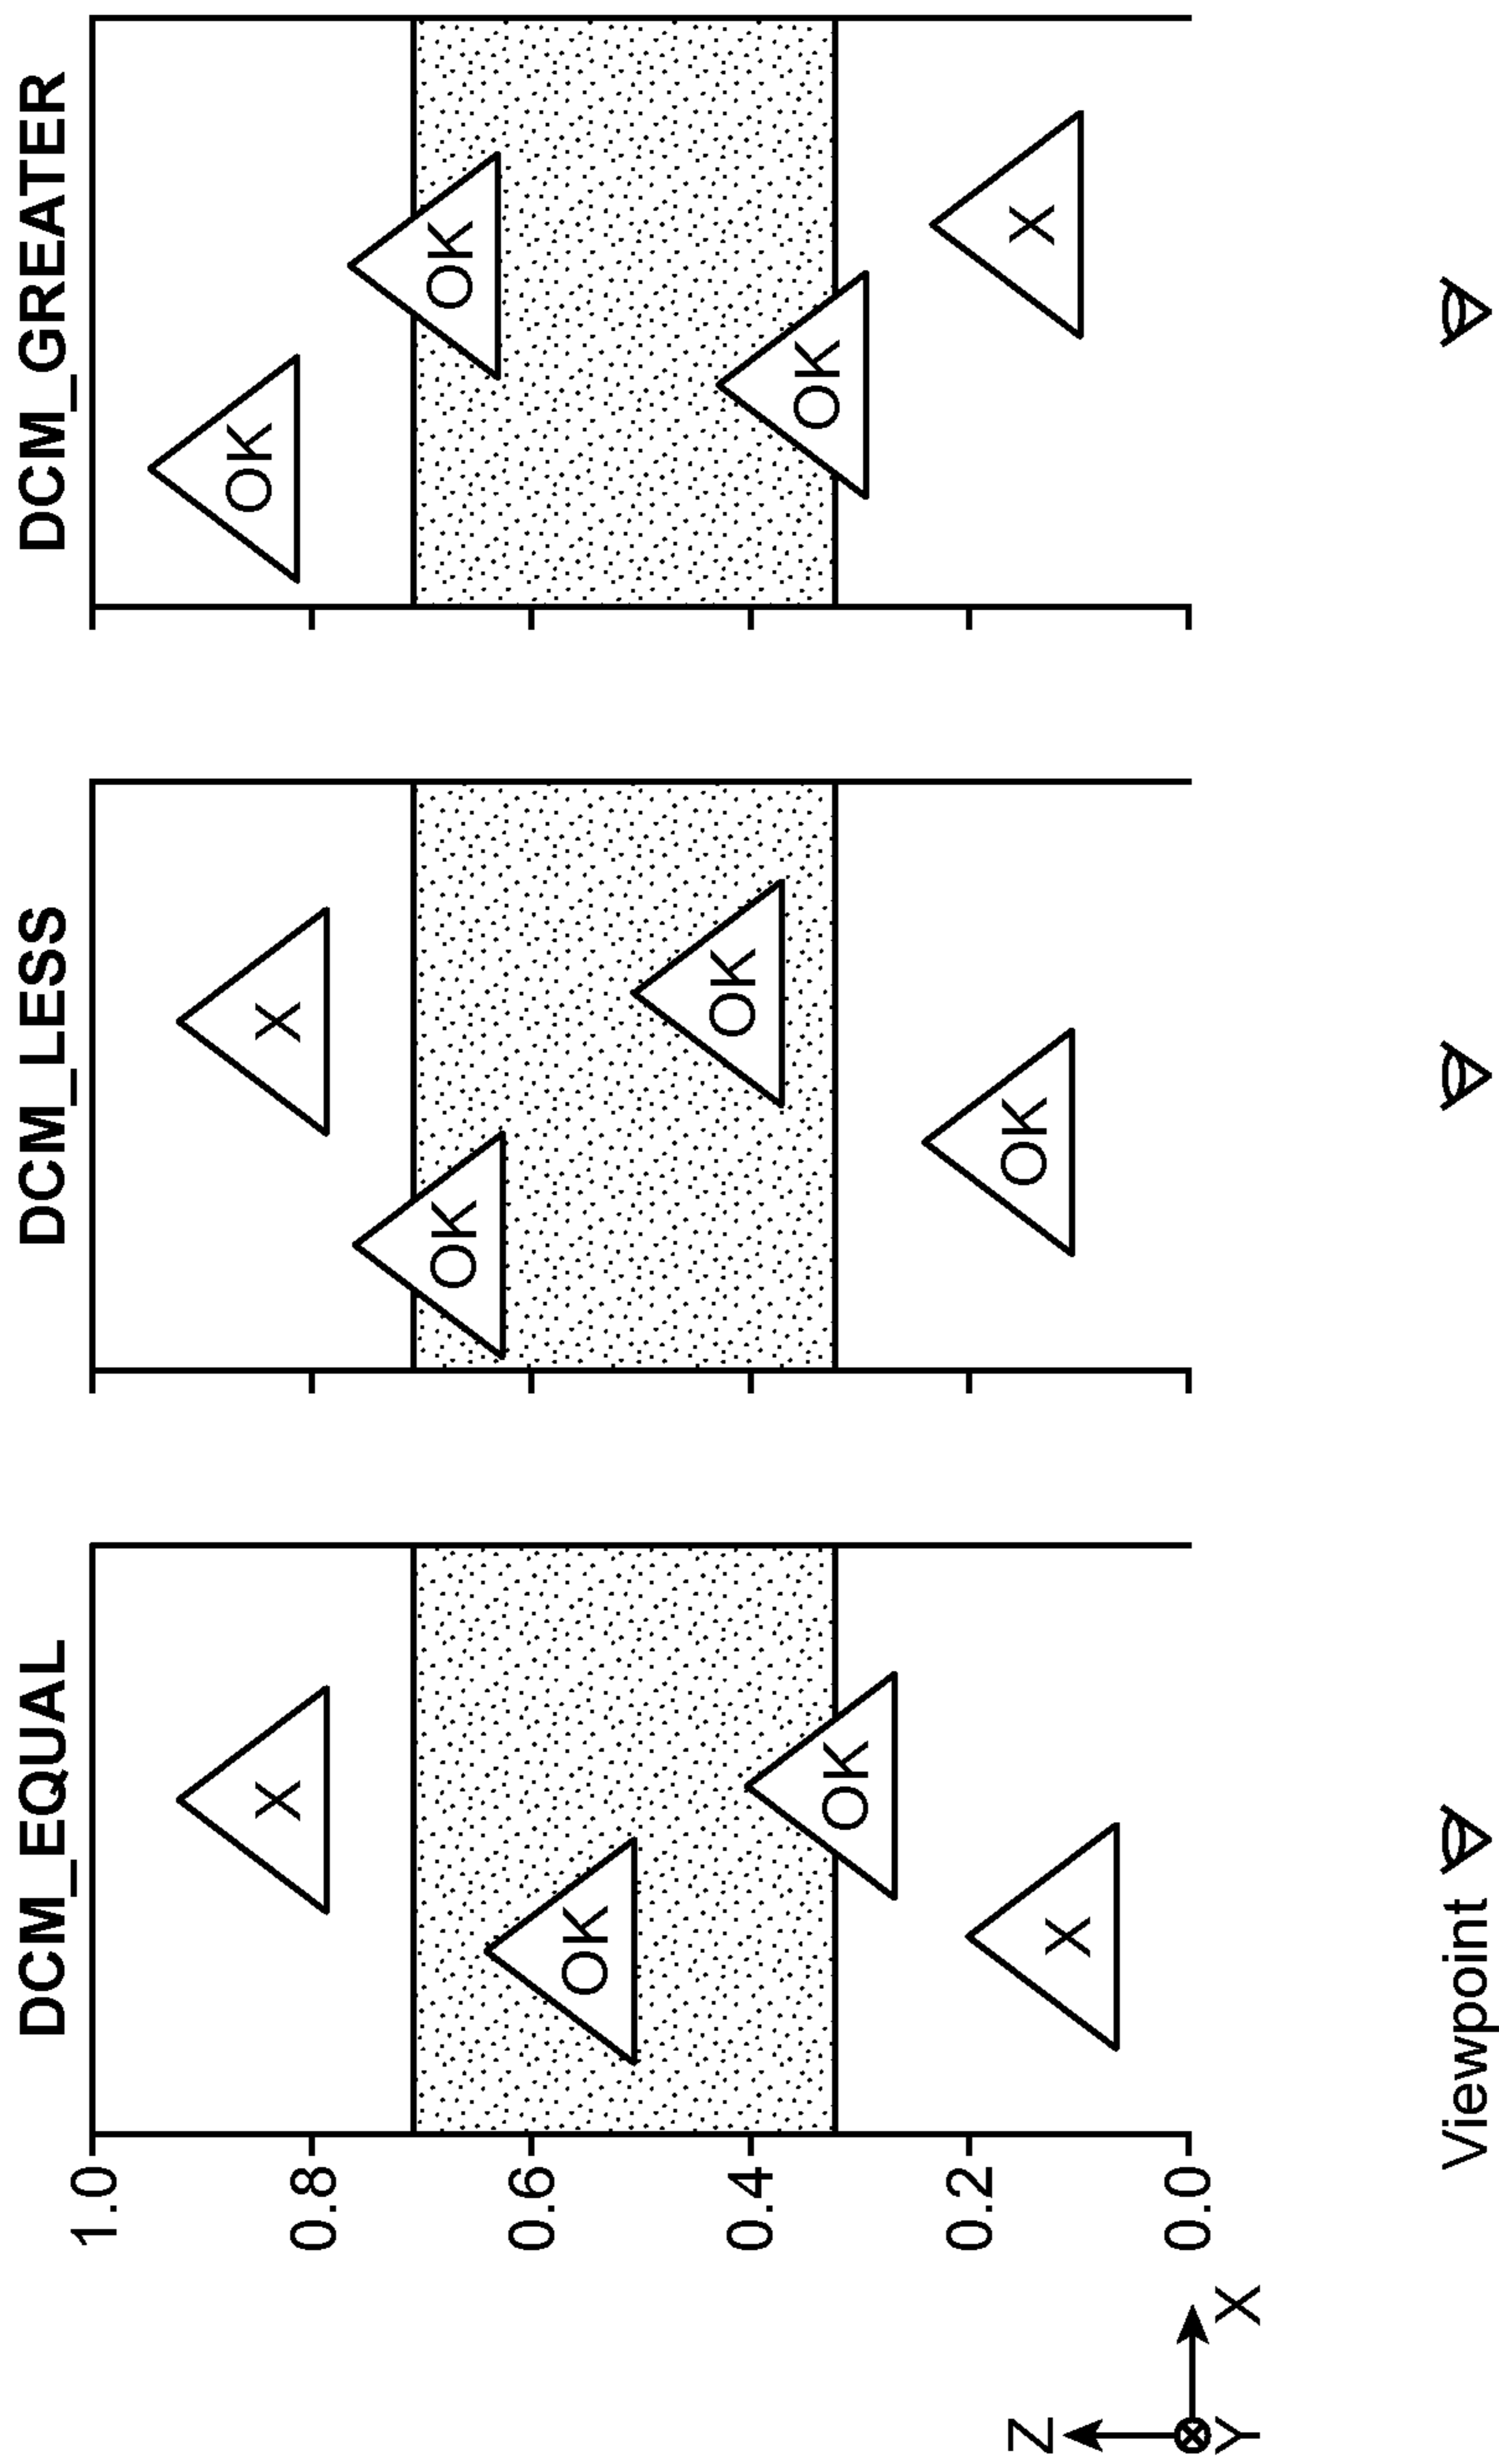 DCM_EQUAL
1.0
0.8
0.6
0.4
0.2
0.0
X
OK
OK
X
DCM_LESS
X
OK
OK
OK
DCM_GREATER
OK
OK
OK
X
Z
Y
X
Viewpoint